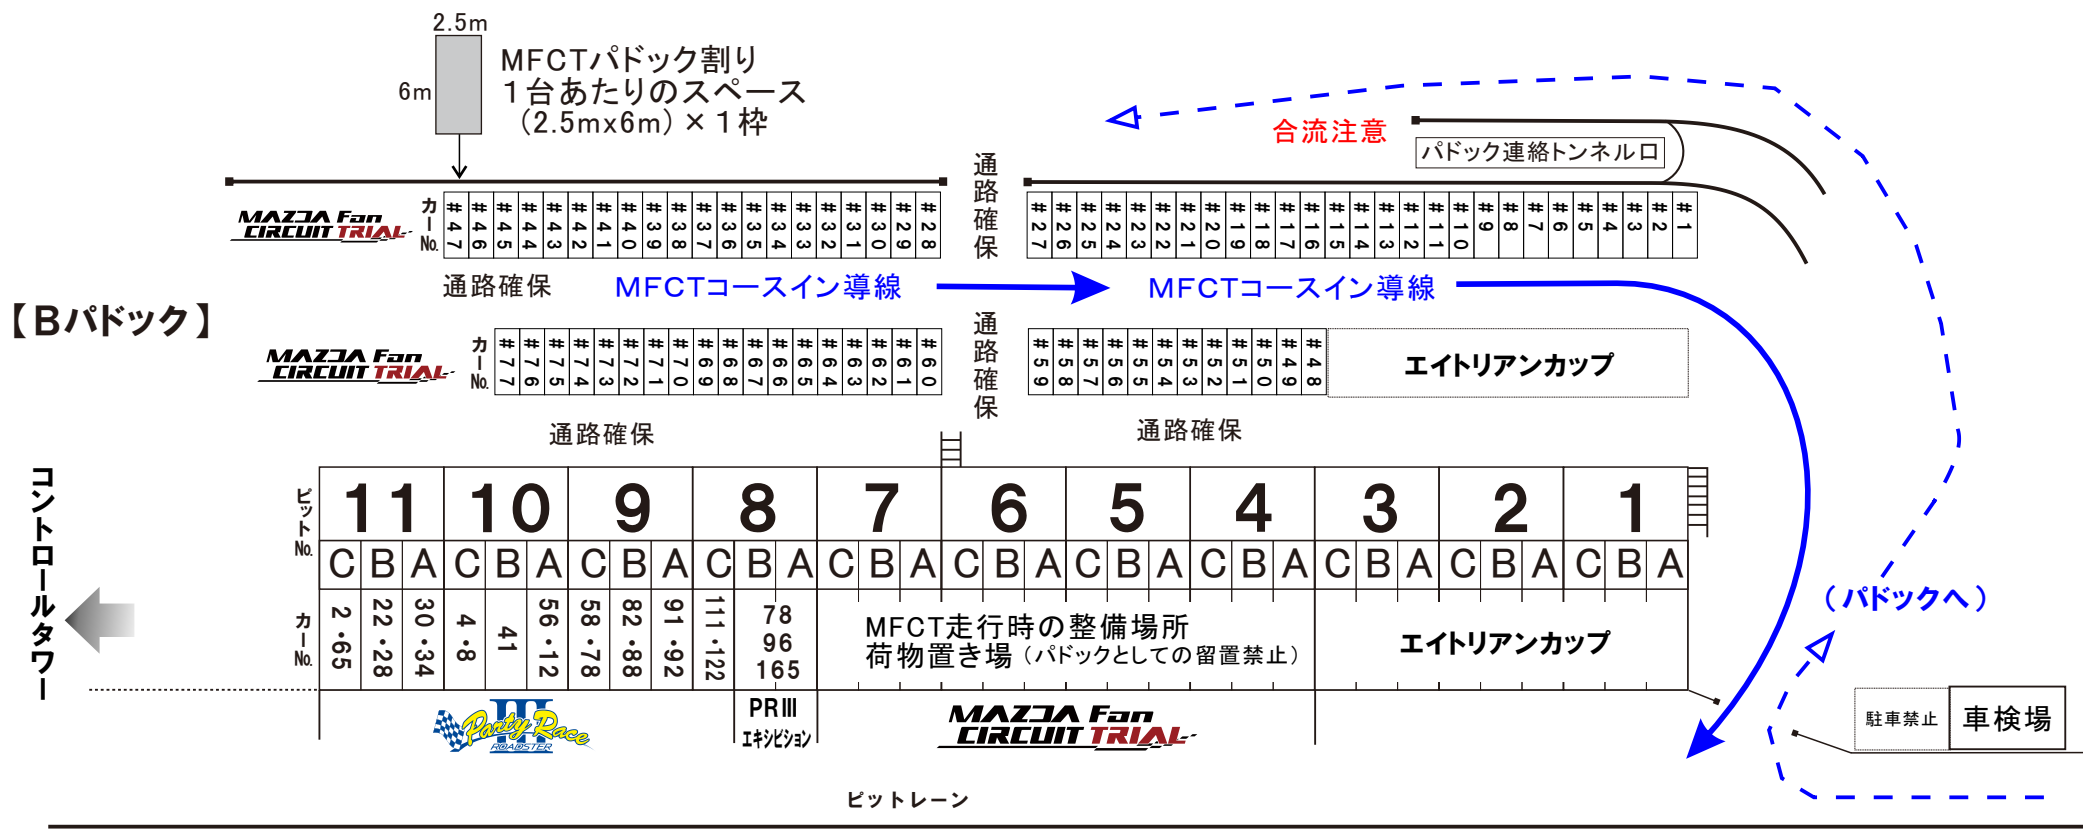 2.5m
6m
MFCTパドック割り
１台あたりのスペース
（2.5mx6m）×１枠
合流注意
パドック連絡トンネル口
通路確保
MAZDA Fan
CIRCUIT TRIAL
カーNo.
#47 #46 #45 #44 #43 #42 #41 #40 #39 #38 #37 #36 #35 #34 #33 #32 #31 #30 #29 #28
#27 #26 #25 #24 #23 #22 #21 #20 #19 #18 #17 #16 #15 #14 #13 #12 #11 #10 #9 #8 #7 #6 #5 #4 #3 #2 #1
通路確保
MFCTコースイン導線
MFCTコースイン導線
【Bパドック】
通路確保
MAZDA Fan
CIRCUIT TRIAL
カーNo.
#77 #76 #75 #74 #73 #72 #71 #70 #69 #68 #67 #66 #65 #64 #63 #62 #61 #60
#59 #58 #57 #56 #55 #54 #53 #52 #51 #50 #49 #48
エイトリアンカップ
通路確保
通路確保
コントロールタワー
ピットNo.
11 10 9 8 7 6 5 4 3 2 1
C B A C B A C B A C B A C B A C B A C B A C B A C B A C B A C B A
カーNo.
2・65
22・28
30・34
4・8
41
56・12
58・78
82・88
91・92
111・122
78
96
165
MFCT走行時の整備場所
荷物置き場（パドックとしての留置禁止）
エイトリアンカップ
（パドックへ）
III
Party Race
ROADSTER
PRⅢ
エキシビション
MAZDA Fan
CIRCUIT TRIAL
駐車禁止
車検場
ピットレーン